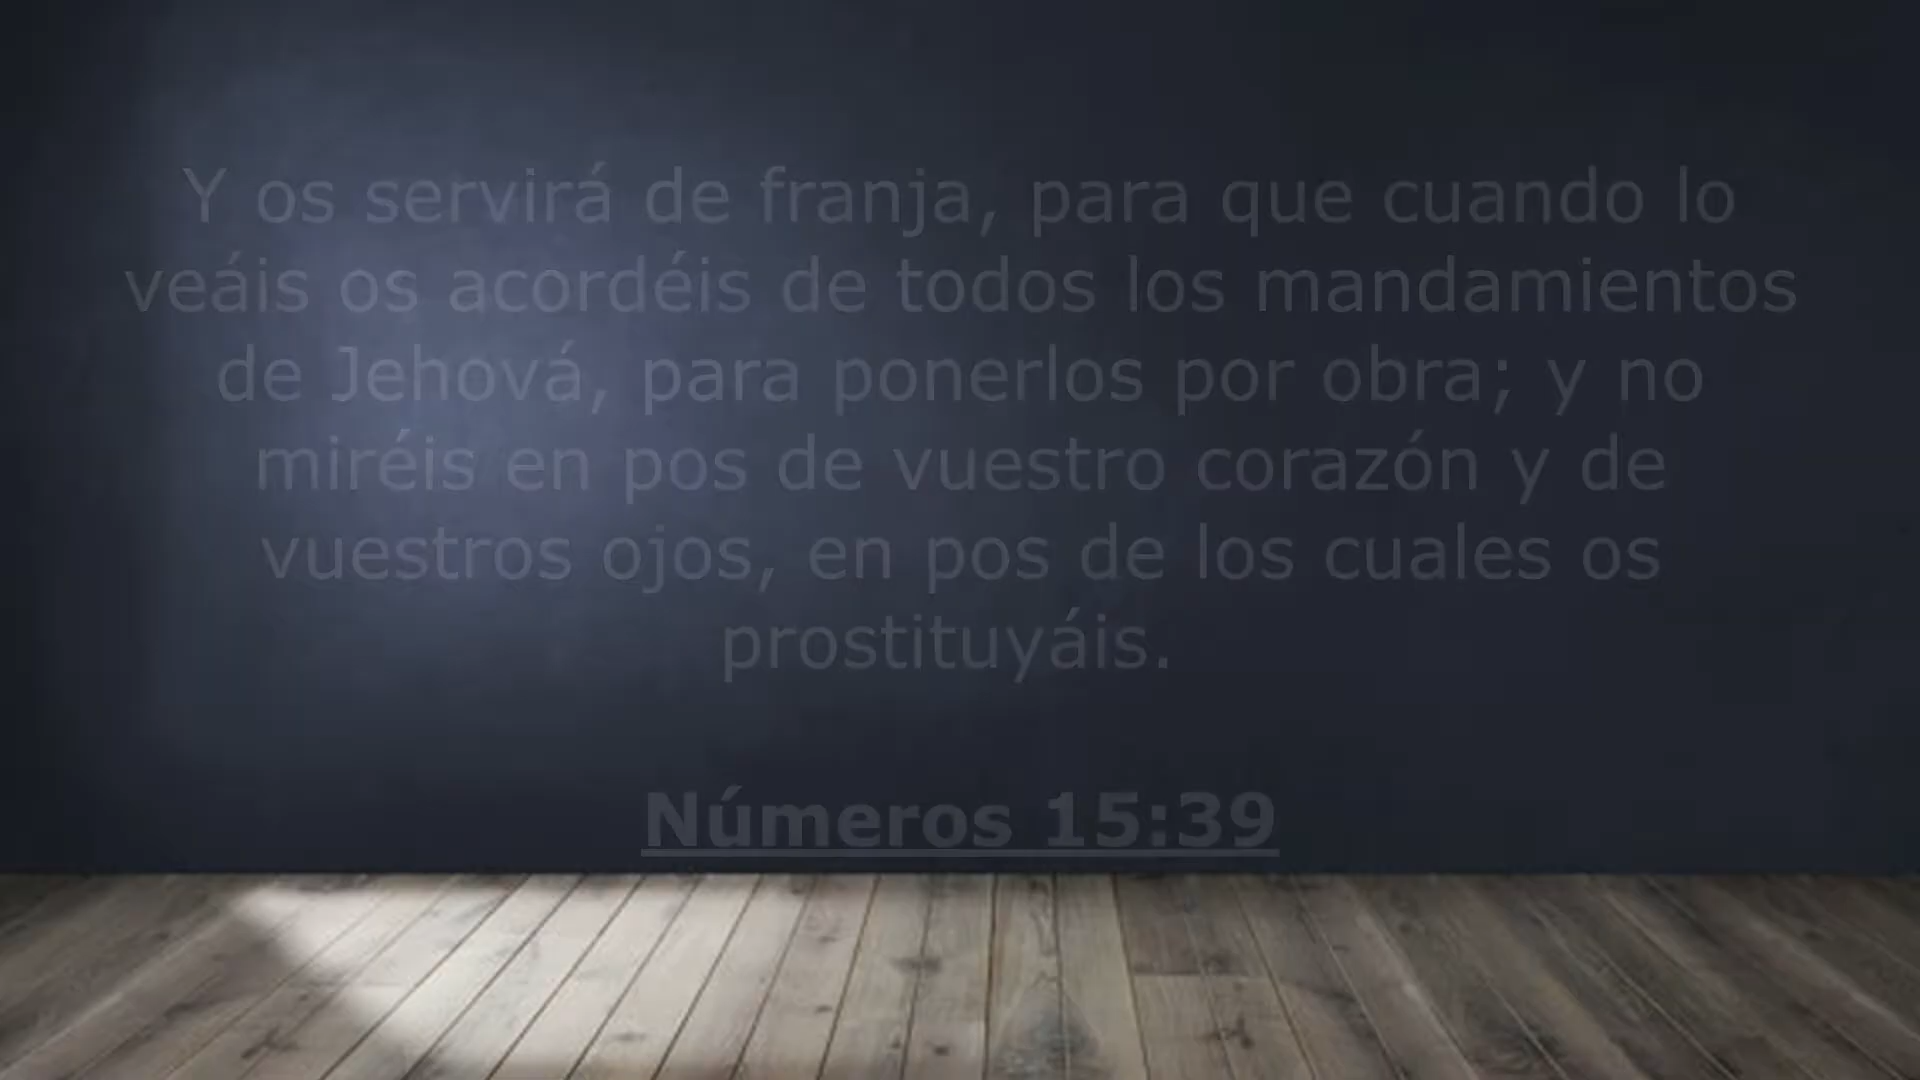 Y os servirá de franja, para que cuando lo
veáis os acordéis de todos los mandamientos
de Jehová, para ponerlos por obra; y no
miréis en pos de vuestro corazón y de
vuestros ojos, en pos de los cuales os
prostituyáis.
Números 15:39